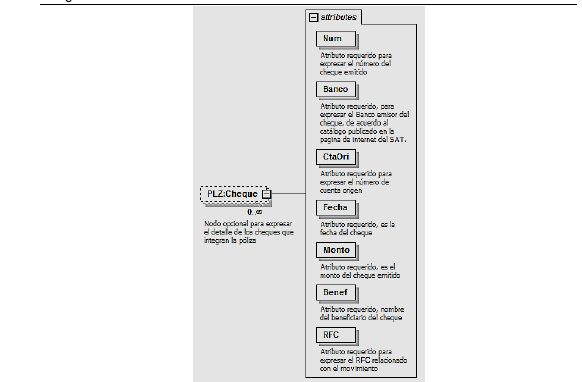 attributes
Num
Atributo requerido para
expresar el número del
cheque emitido
Banco
Atributo requerido, para
expresar el Banco emisor del
cheque, de acuerdo al
catálogo publicado en la
pagina de internet del SAT.
CtaOri
Atributo requerido para
expresar el número de
cuenta origen
PLZ:Cheque
0..∞
Nodo opcional para expresar
el detalle de los cheques que
integran la póliza
Fecha
Atributo requerido, es la
fecha del cheque
Monto
Atributo requerido, es el
monto del cheque emitido
Benef
Atributo requerido, nombre
del beneficiario del cheque
RFC
Atributo requerido para
expresar el RFC relacionado
con el movimiento